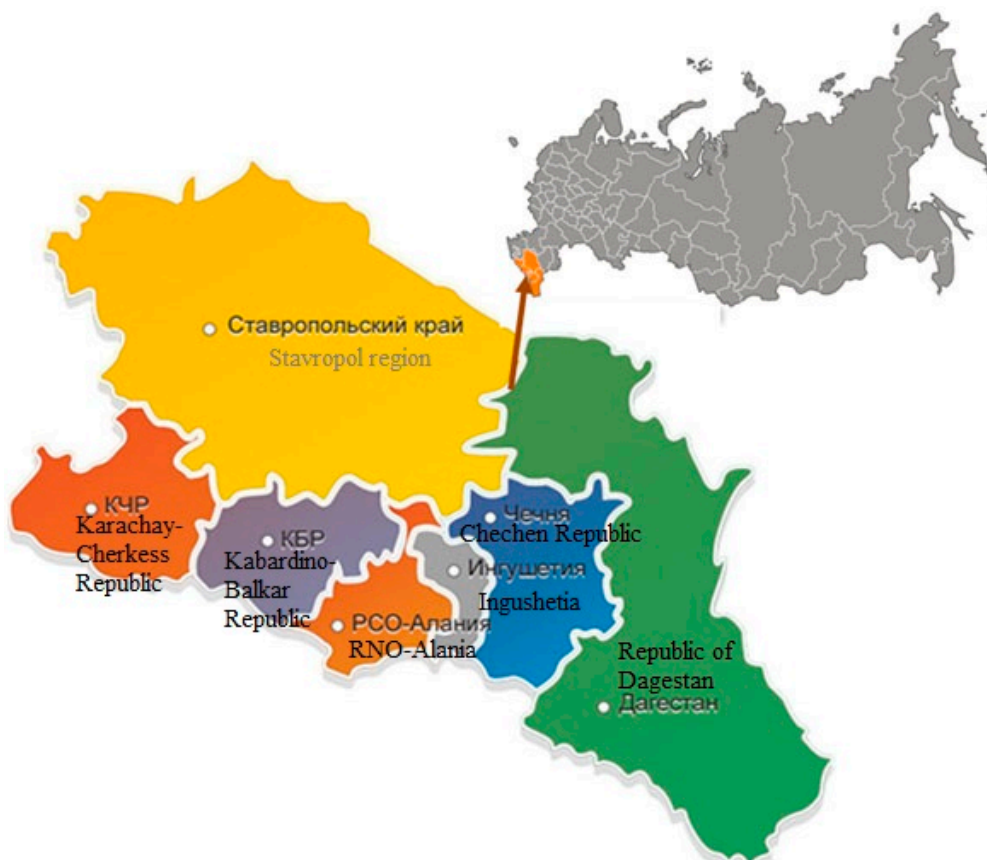 Ставропольский край
Stavropol region
КЧР
Karachay-
Cherkess
Republic
КБР
Kabardino-
Balkar
Republic
РСО-Алания
RNO-Alania
Чечня
Chechen Republic
Ингушетия
Ingushetia
Republic of
Dagestan
Дагестан